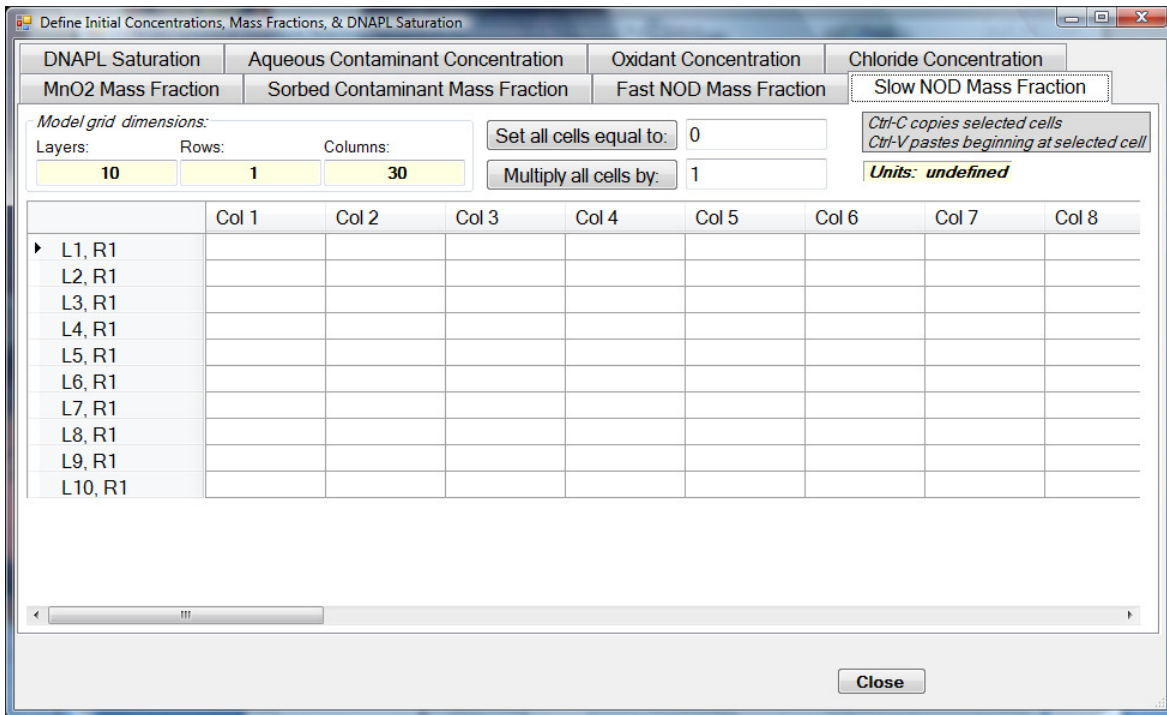 Define Initial Concentrations, Mass Fractions, & DNAPL Saturation
DNAPL Saturation Aqueous Contaminant Concentration Oxidant Concentration Chloride Concentration
MnO2 Mass Fraction Sorbed Contaminant Mass Fraction Fast NOD Mass Fraction Slow NOD Mass Fraction
Model grid dimensions:
Layers: Rows: Columns:
10 1 30
Set all cells equal to: 0
Multiply all cells by: 1
Ctrl-C copies selected cells
Ctrl-V pastes beginning at selected cell
Units: undefined
Col 1 Col 2 Col 3 Col 4 Col 5 Col 6 Col 7 Col 8
L1, R1
L2, R1
L3, R1
L4, R1
L5, R1
L6, R1
L7, R1
L8, R1
L9, R1
L10, R1
Close